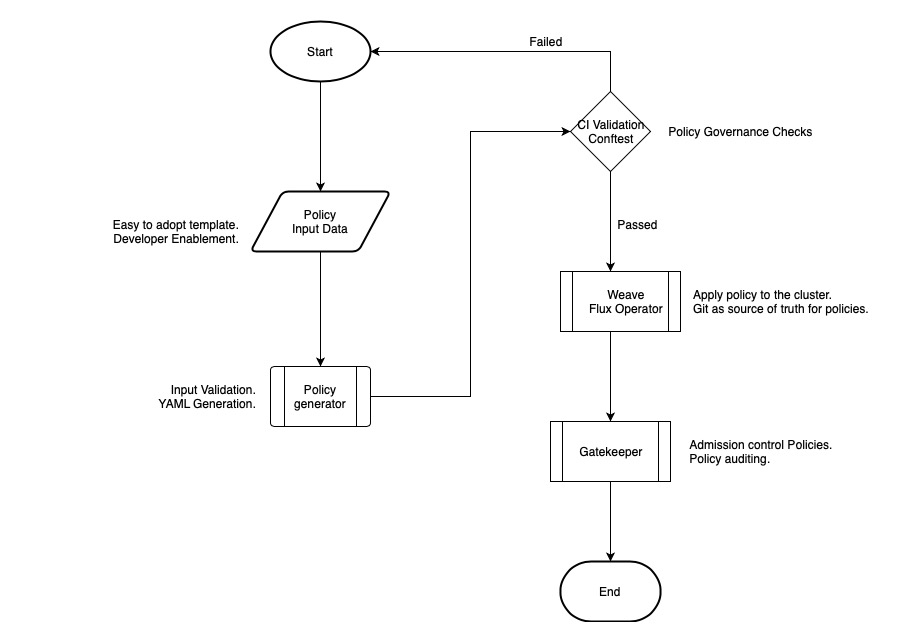 Start
Failed
CI Validation
Conftest
Policy Governance Checks
Easy to adopt template.
Developer Enablement.
Policy
Input Data
Passed
Weave
Flux Operator
Apply policy to the cluster.
Git as source of truth for policies.
Input Validation.
YAML Generation.
Policy
generator
Gatekeeper
Admission control Policies.
Policy auditing.
End